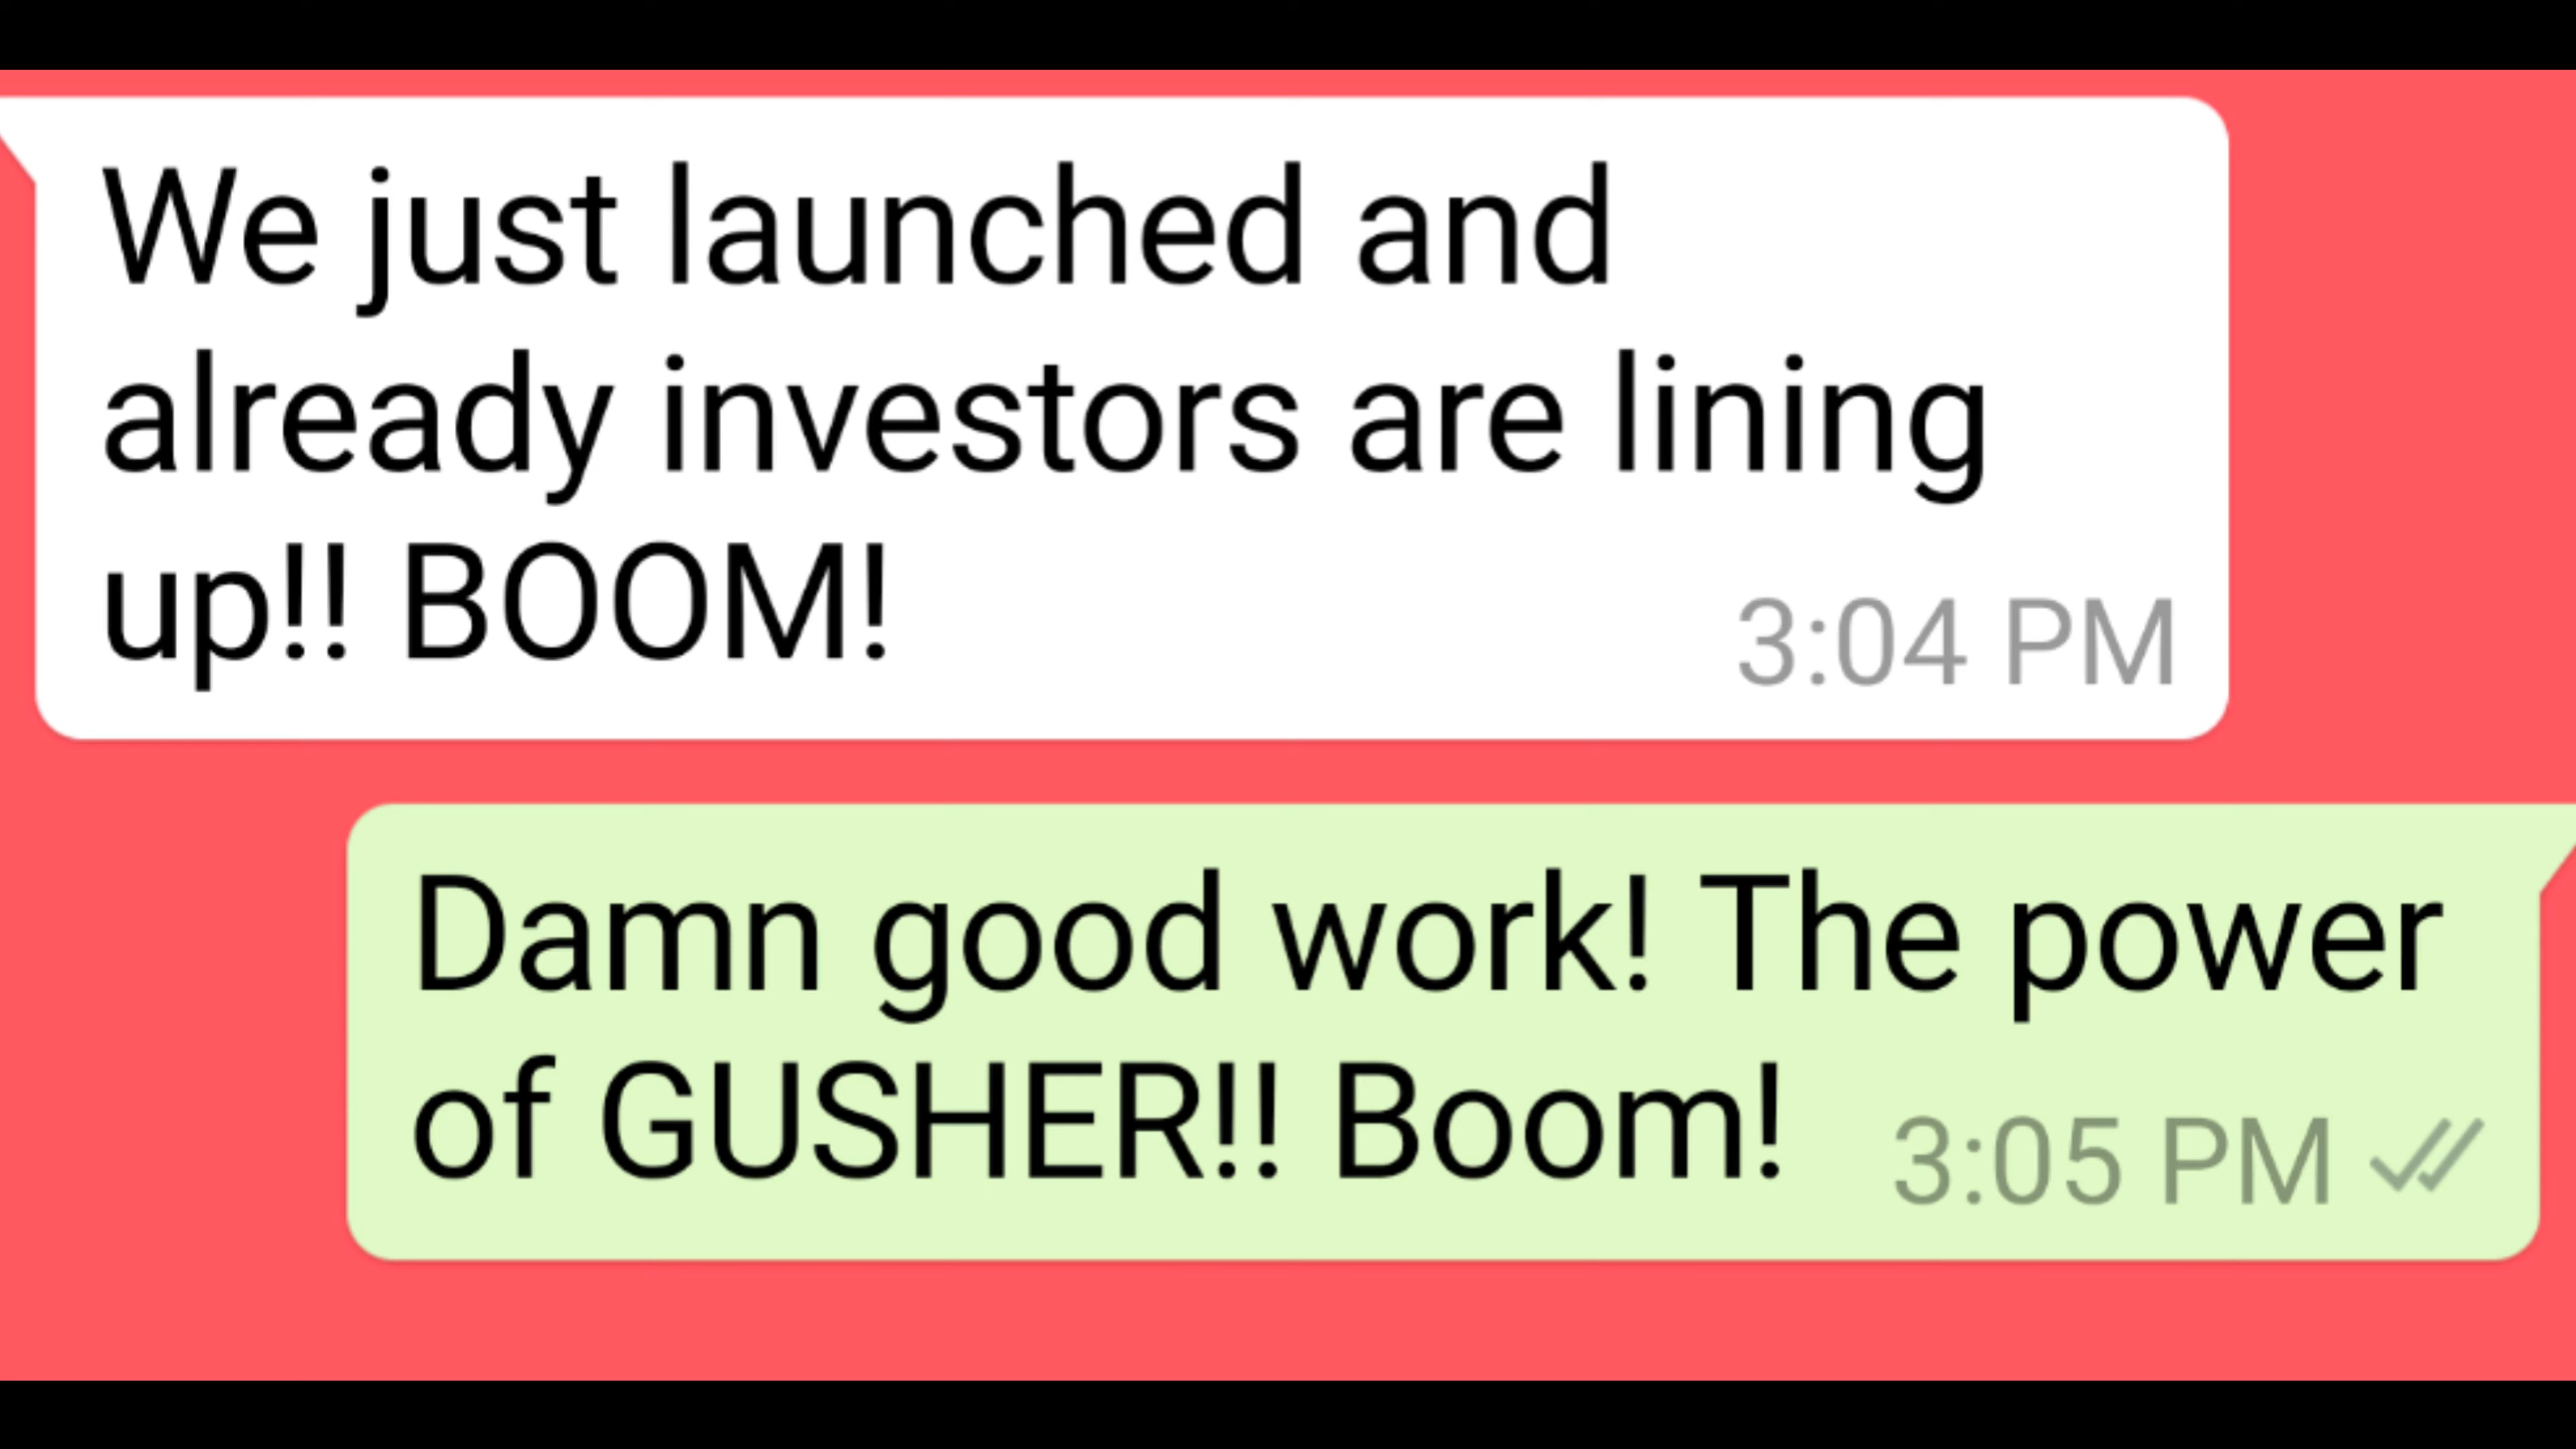 We just launched and
already investors are lining
up!! BOOM!
3:04 PM
Damn good work! The power
of GUSHER!! Boom!
3:05 PM